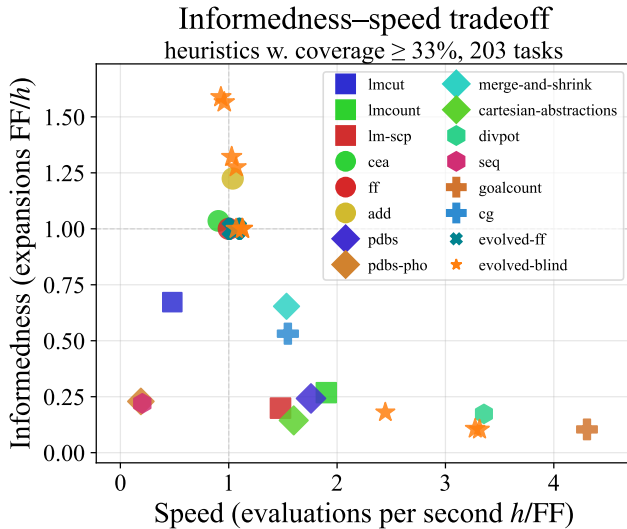 Informedness–speed tradeoff
heuristics w. coverage ≥ 33%, 203 tasks
Informedness (expansions FF/h)
1.50
1.25
1.00
0.75
0.50
0.25
0.00
lmcut
lmcount
lm-scp
cea
ff
add
pdbs
pdbs-pho
merge-and-shrink
cartesian-abstractions
divpot
seq
goalcount
cg
evolved-ff
evolved-blind
0 1 2 3 4
Speed (evaluations per second h/FF)